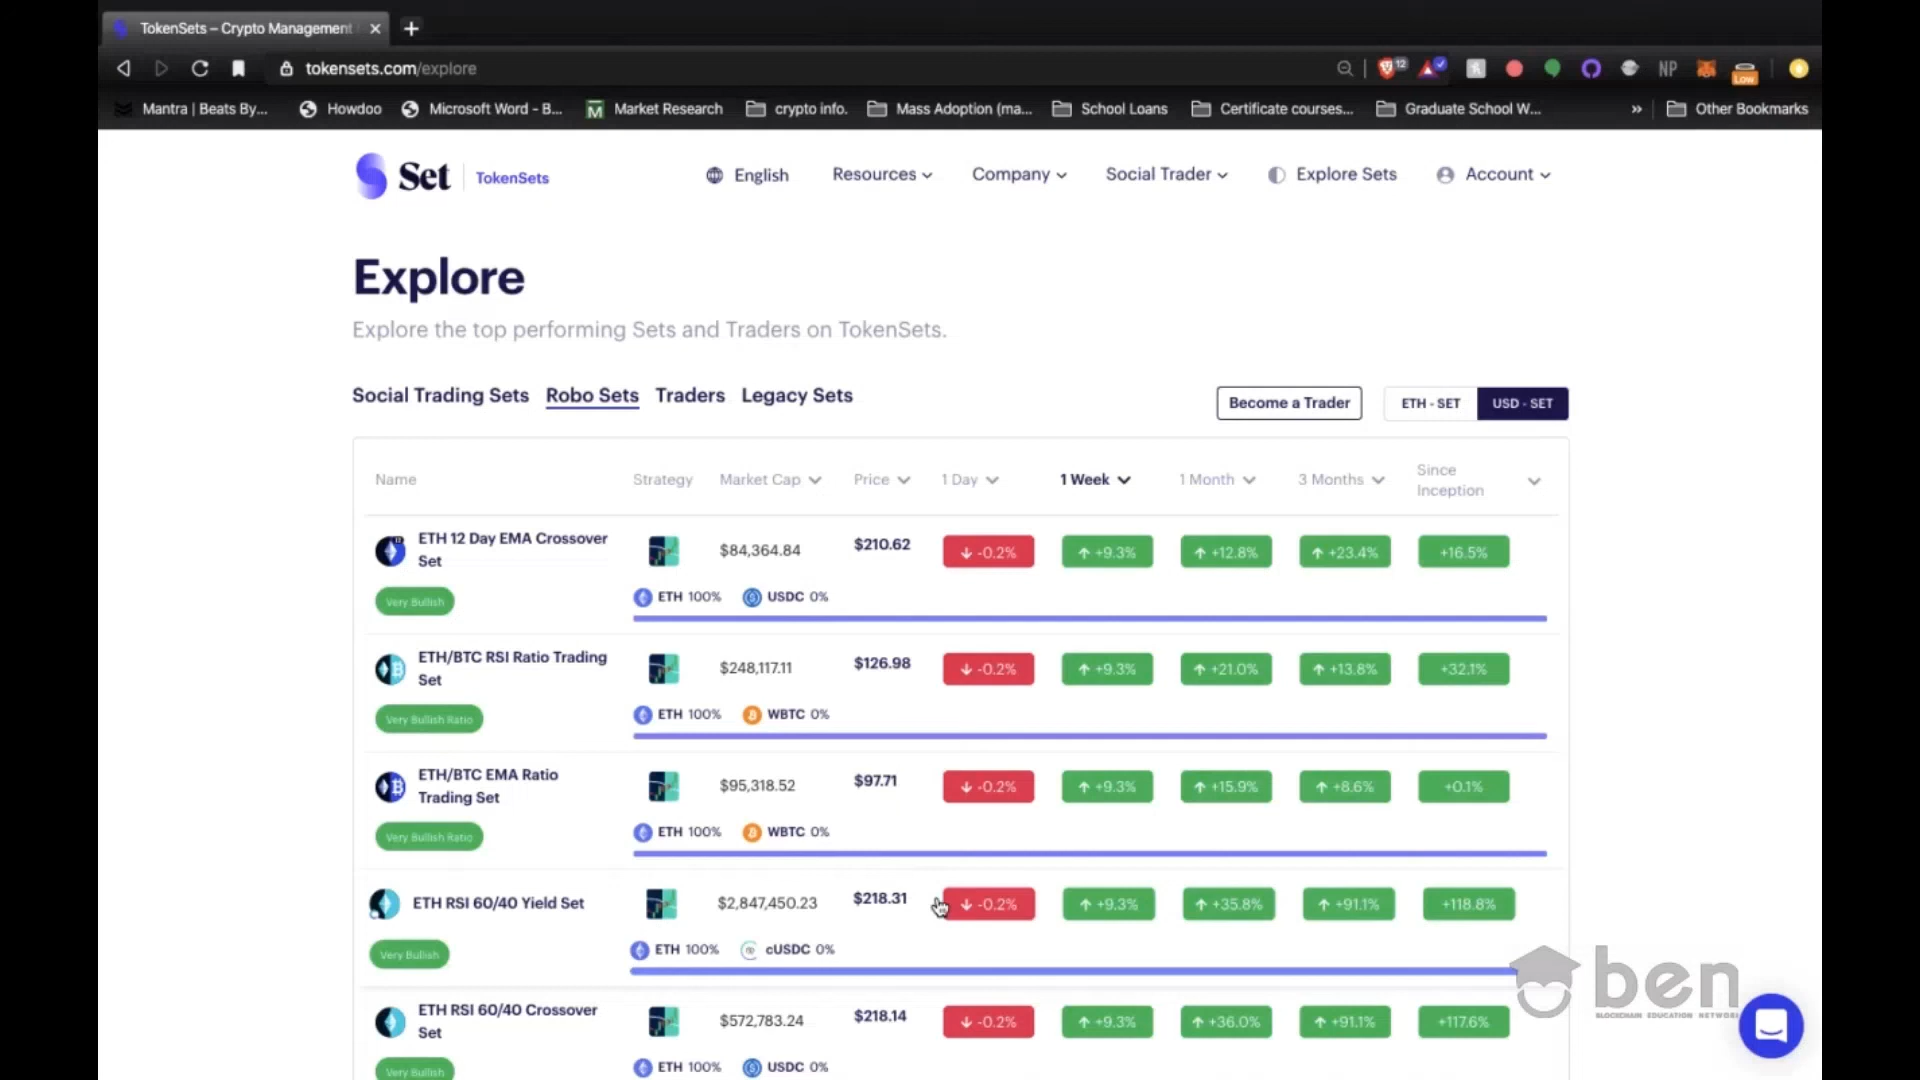 TokenSets – Crypto Management
tokensets.com/explore
12
NP
Low
Mantra | Beats By...
Howdoo
Microsoft Word - B...
Market Research
crypto info.
Mass Adoption (ma...
School Loans
Certificate courses...
Graduate School W...
»
Other Bookmarks
Set
TokenSets
English
Resources
Company
Social Trader
Explore Sets
Account
Explore
Explore the top performing Sets and Traders on TokenSets.
Social Trading Sets Robo Sets Traders Legacy Sets
Become a Trader
ETH - SET
USD - SET
Name Strategy Market Cap Price 1 Day 1 Week 1 Month 3 Months Since
Inception
ETH 12 Day EMA Crossover
Set
$84,364.84 $210.62 -0.2% +9.3% +12.8% +23.4% +16.5%
Very Bullish
ETH 100% USDC 0%
ETH/BTC RSI Ratio Trading
Set
$248,117.11 $126.98 -0.2% +9.3% +21.0% +13.8% +32.1%
Very Bullish Ratio
ETH 100% WBTC 0%
ETH/BTC EMA Ratio
Trading Set
$95,318.52 $97.71 -0.2% +9.3% +15.9% +8.6% +0.1%
Very Bullish Ratio
ETH 100% WBTC 0%
ETH RSI 60/40 Yield Set
$2,847,450.23 $218.31 -0.2% +9.3% +35.8% +91.1% +118.8%
Very Bullish
ETH 100% cUSDC 0%
ETH RSI 60/40 Crossover
Set
$572,783.24 $218.14 -0.2% +9.3% +36.0% +91.1% +117.6%
Very Bullish
ETH 100% USDC 0%
ben
BLOCKCHAIN EDUCATION NETWORK